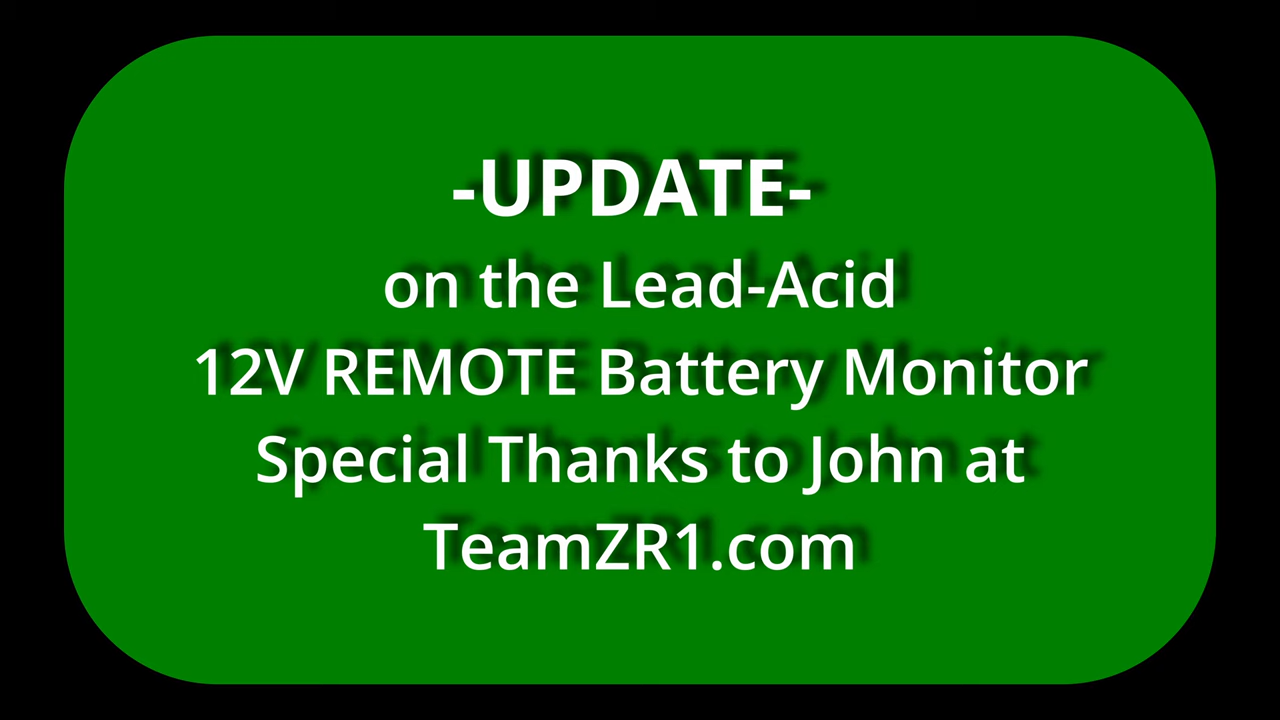 -UPDATE-
on the Lead-Acid
12V REMOTE Battery Monitor
Special Thanks to John at
TeamZR1.com